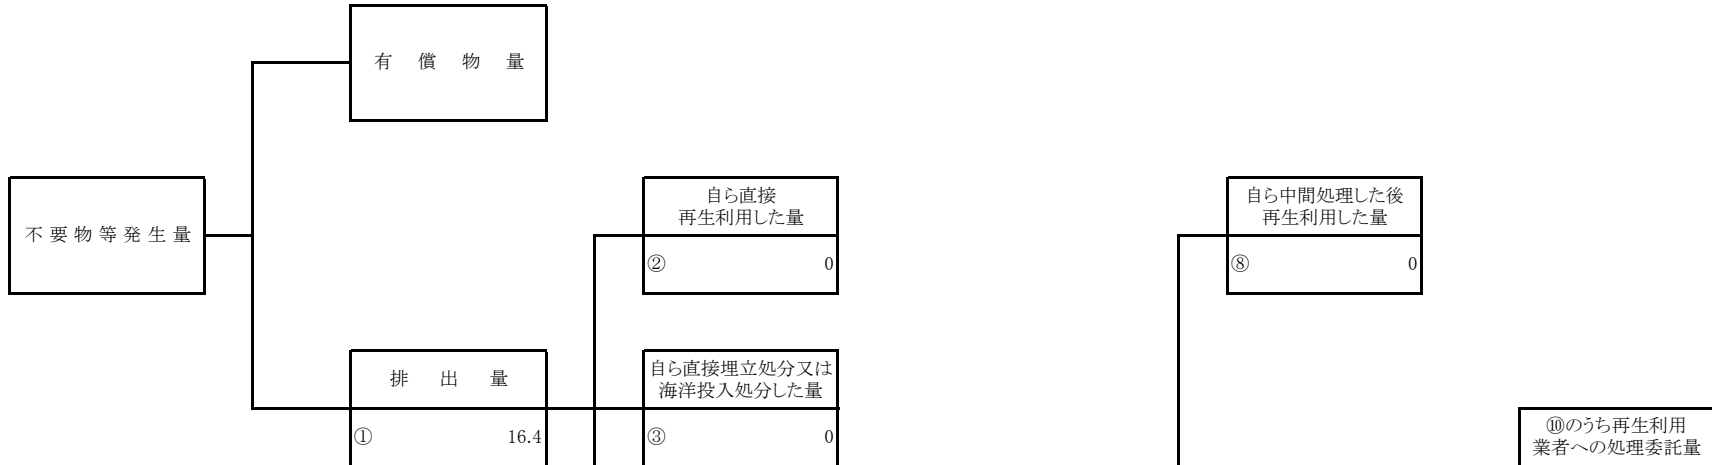 有償物量
不要物等発生量
自ら直接
再生利用した量
② 0
自ら中間処理した後
再生利用した量
⑧ 0
排出量
① 16.4
自ら直接埋立処分又は
海洋投入処分した量
③ 0
⑩のうち再生利用
業者への処理委託量